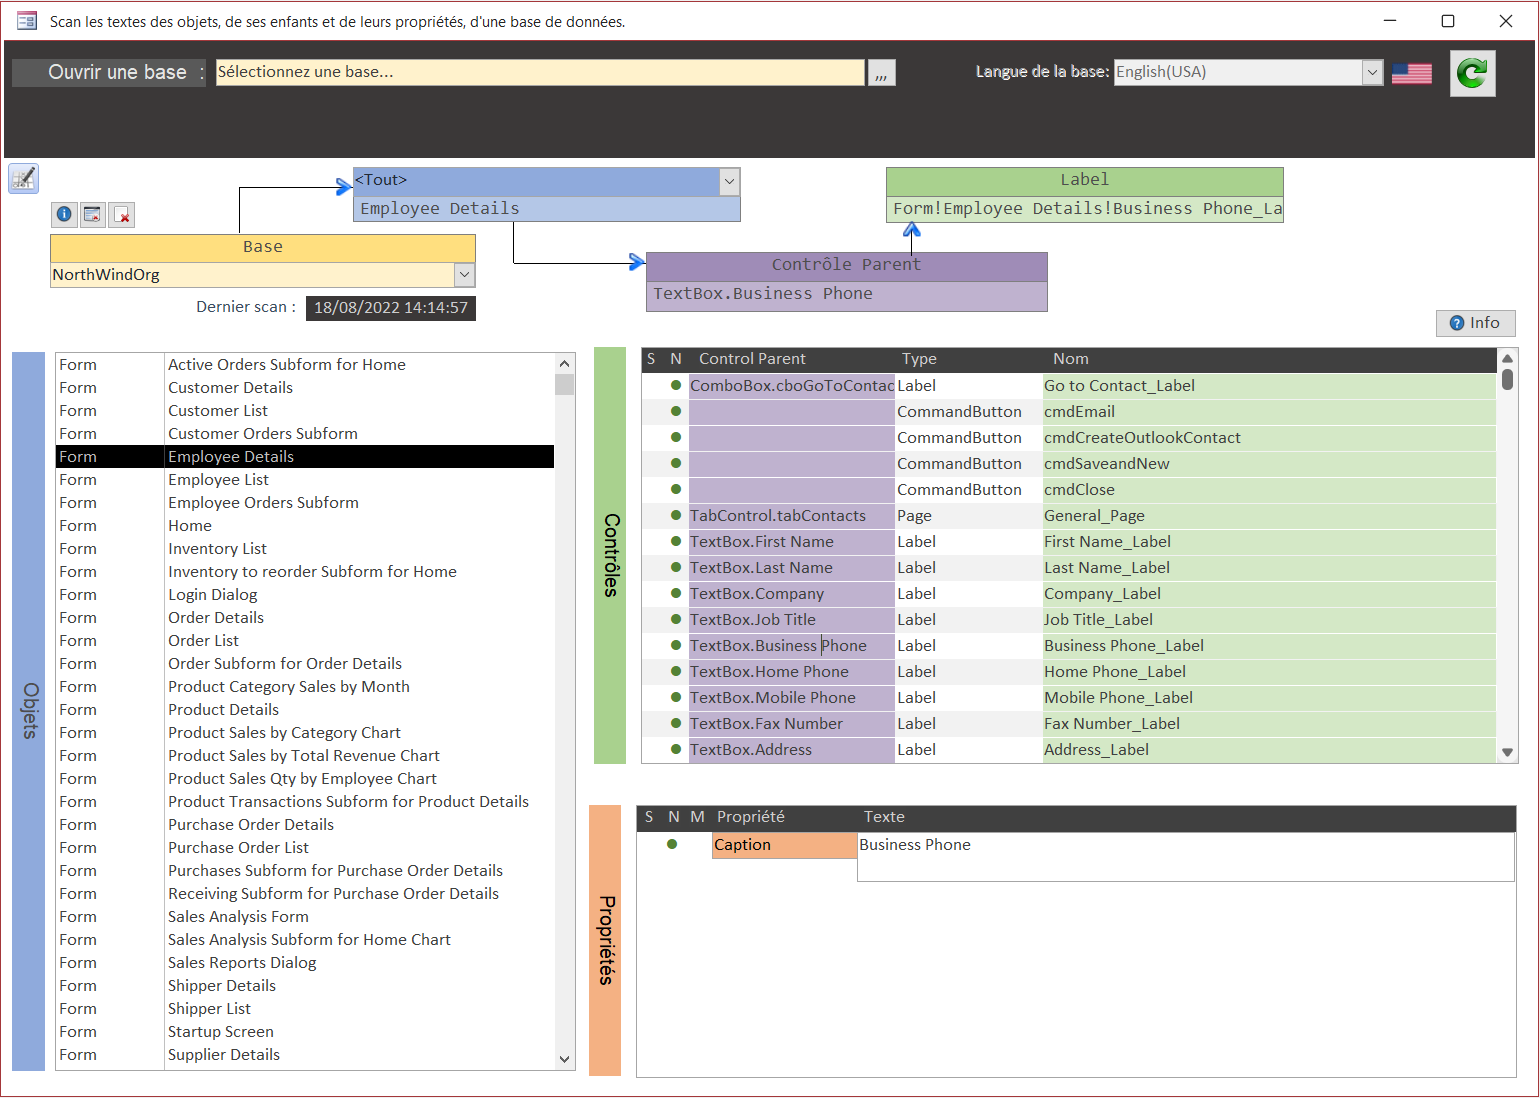 Scan les textes des objets, de ses enfants et de leurs propriétés, d'une base de données.
Ouvrir une base :
Sélectionnez une base...
,,,
Langue de la base:
English(USA)
<Tout>
Employee Details
Label
Form!Employee Details!Business Phone_La
Base
NorthWindOrg
Contrôle Parent
TextBox.Business Phone
Dernier scan :
18/08/2022 14:14:57
Info
Objets
Form Active Orders Subform for Home
Form Customer Details
Form Customer List
Form Customer Orders Subform
Form Employee Details
Form Employee List
Form Employee Orders Subform
Form Home
Form Inventory List
Form Inventory to reorder Subform for Home
Form Login Dialog
Form Order Details
Form Order List
Form Order Subform for Order Details
Form Product Category Sales by Month
Form Product Details
Form Product Sales by Category Chart
Form Product Sales by Total Revenue Chart
Form Product Sales Qty by Employee Chart
Form Product Transactions Subform for Product Details
Form Purchase Order Details
Form Purchase Order List
Form Purchases Subform for Purchase Order Details
Form Receiving Subform for Purchase Order Details
Form Sales Analysis Form
Form Sales Analysis Subform for Home Chart
Form Sales Reports Dialog
Form Shipper Details
Form Shipper List
Form Startup Screen
Form Supplier Details
Contrôles
S N Control Parent Type Nom
ComboBox.cboGoToContac Label Go to Contact_Label
CommandButton cmdEmail
CommandButton cmdCreateOutlookContact
CommandButton cmdSaveandNew
CommandButton cmdClose
TabControl.tabContacts Page General_Page
TextBox.First Name Label First Name_Label
TextBox.Last Name Label Last Name_Label
TextBox.Company Label Company_Label
TextBox.Job Title Label Job Title_Label
TextBox.Business Phone Label Business Phone_Label
TextBox.Home Phone Label Home Phone_Label
TextBox.Mobile Phone Label Mobile Phone_Label
TextBox.Fax Number Label Fax Number_Label
TextBox.Address Label Address_Label
Propriétés
S N M Propriété Texte
Caption Business Phone